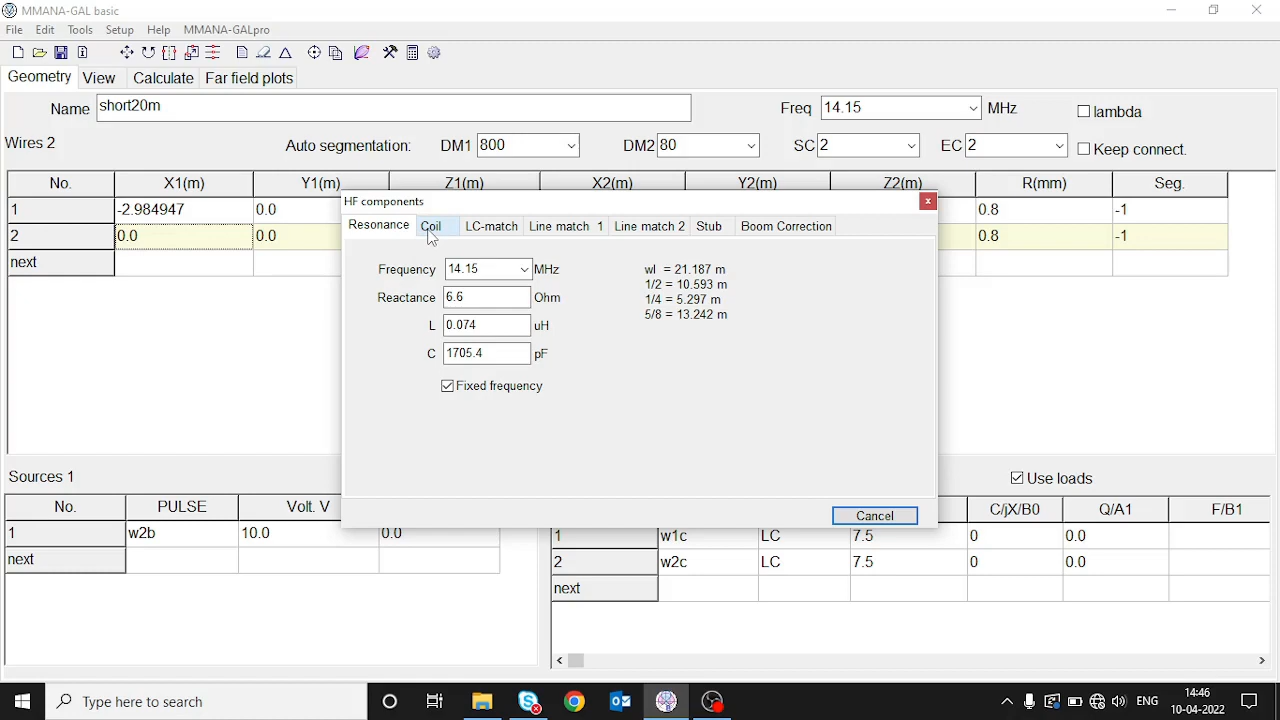 MMANA-GAL basic
File Edit Tools Setup Help MMANA-GALpro
Geometry View Calculate Far field plots
Name short20m Freq 14.15 MHz lambda
Wires 2 Auto segmentation: DM1 800 DM2 80 SC 2 EC 2 Keep connect.
No. X1(m) Y1(m) Z1(m) X2(m) Y2(m) Z2(m) R(mm) Seg.
1 -2.984947 0.0 0.8 -1
2 0.0 0.0 0.8 -1
next
HF components
Resonance Coil LC-match Line match 1 Line match 2 Stub Boom Correction
Frequency 14.15 MHz wl = 21.187 m
1/2 = 10.593 m
Reactance 6.6 Ohm 1/4 = 5.297 m
5/8 = 13.242 m
L 0.074 uH
C 1705.4 pF
Fixed frequency
Cancel
Sources 1 Use loads
No. PULSE Volt. V C/jX/B0 Q/A1 F/B1
1 w2b 10.0 0.0 1 w1c LC 7.5 0 0.0
next 2 w2c LC 7.5 0 0.0
next
Type here to search ENG 14:46
10-04-2022